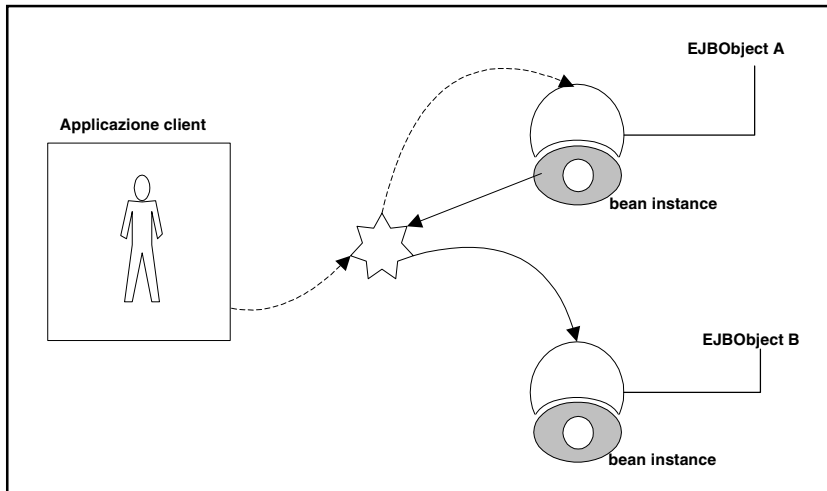 EJBObject A
Applicazione client
bean instance
EJBObject B
bean instance